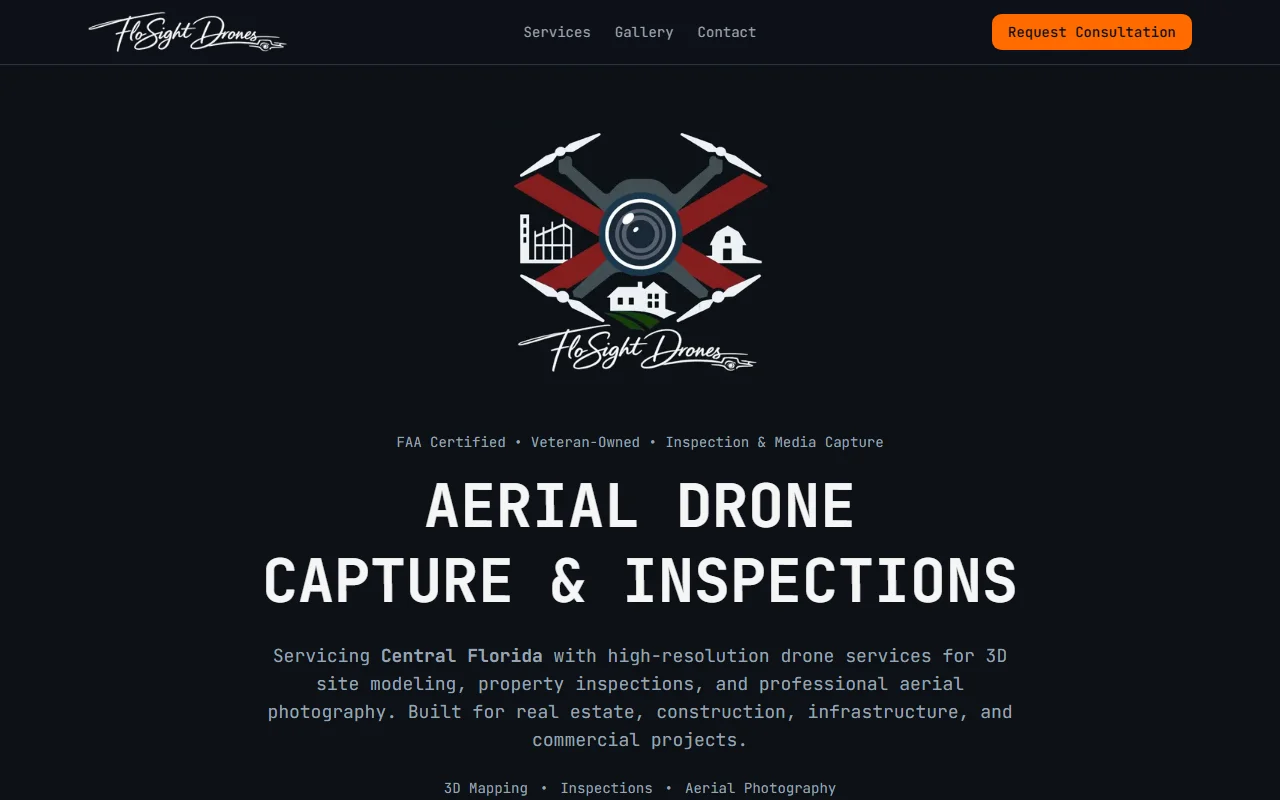 FloSight Drones
Services
Gallery
Contact
Request Consultation
FloSight Drones
FAA Certified • Veteran-Owned • Inspection & Media Capture
AERIAL DRONE
CAPTURE & INSPECTIONS
Servicing Central Florida with high-resolution drone services for 3D
site modeling, property inspections, and professional aerial
photography. Built for real estate, construction, infrastructure, and
commercial projects.
3D Mapping • Inspections • Aerial Photography